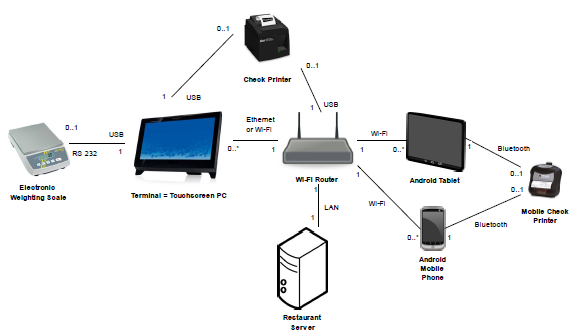 0..1
0..1
Check Printer
1
USB
1
USB
Ethernet
or Wi-Fi
0..1
USB
RS 232
1
0..*
1
Wi-Fi
1
0..*
1
Bluetooth
0..1
0..1
Electronic
Weighting Scale
Terminal = Touchscreen PC
Wi-Fi Router
Android Tablet
Mobile Check
Printer
1
1
Wi-Fi
LAN
1
0..*
1
Bluetooth
Android
Mobile
Phone
Restaurant
Server